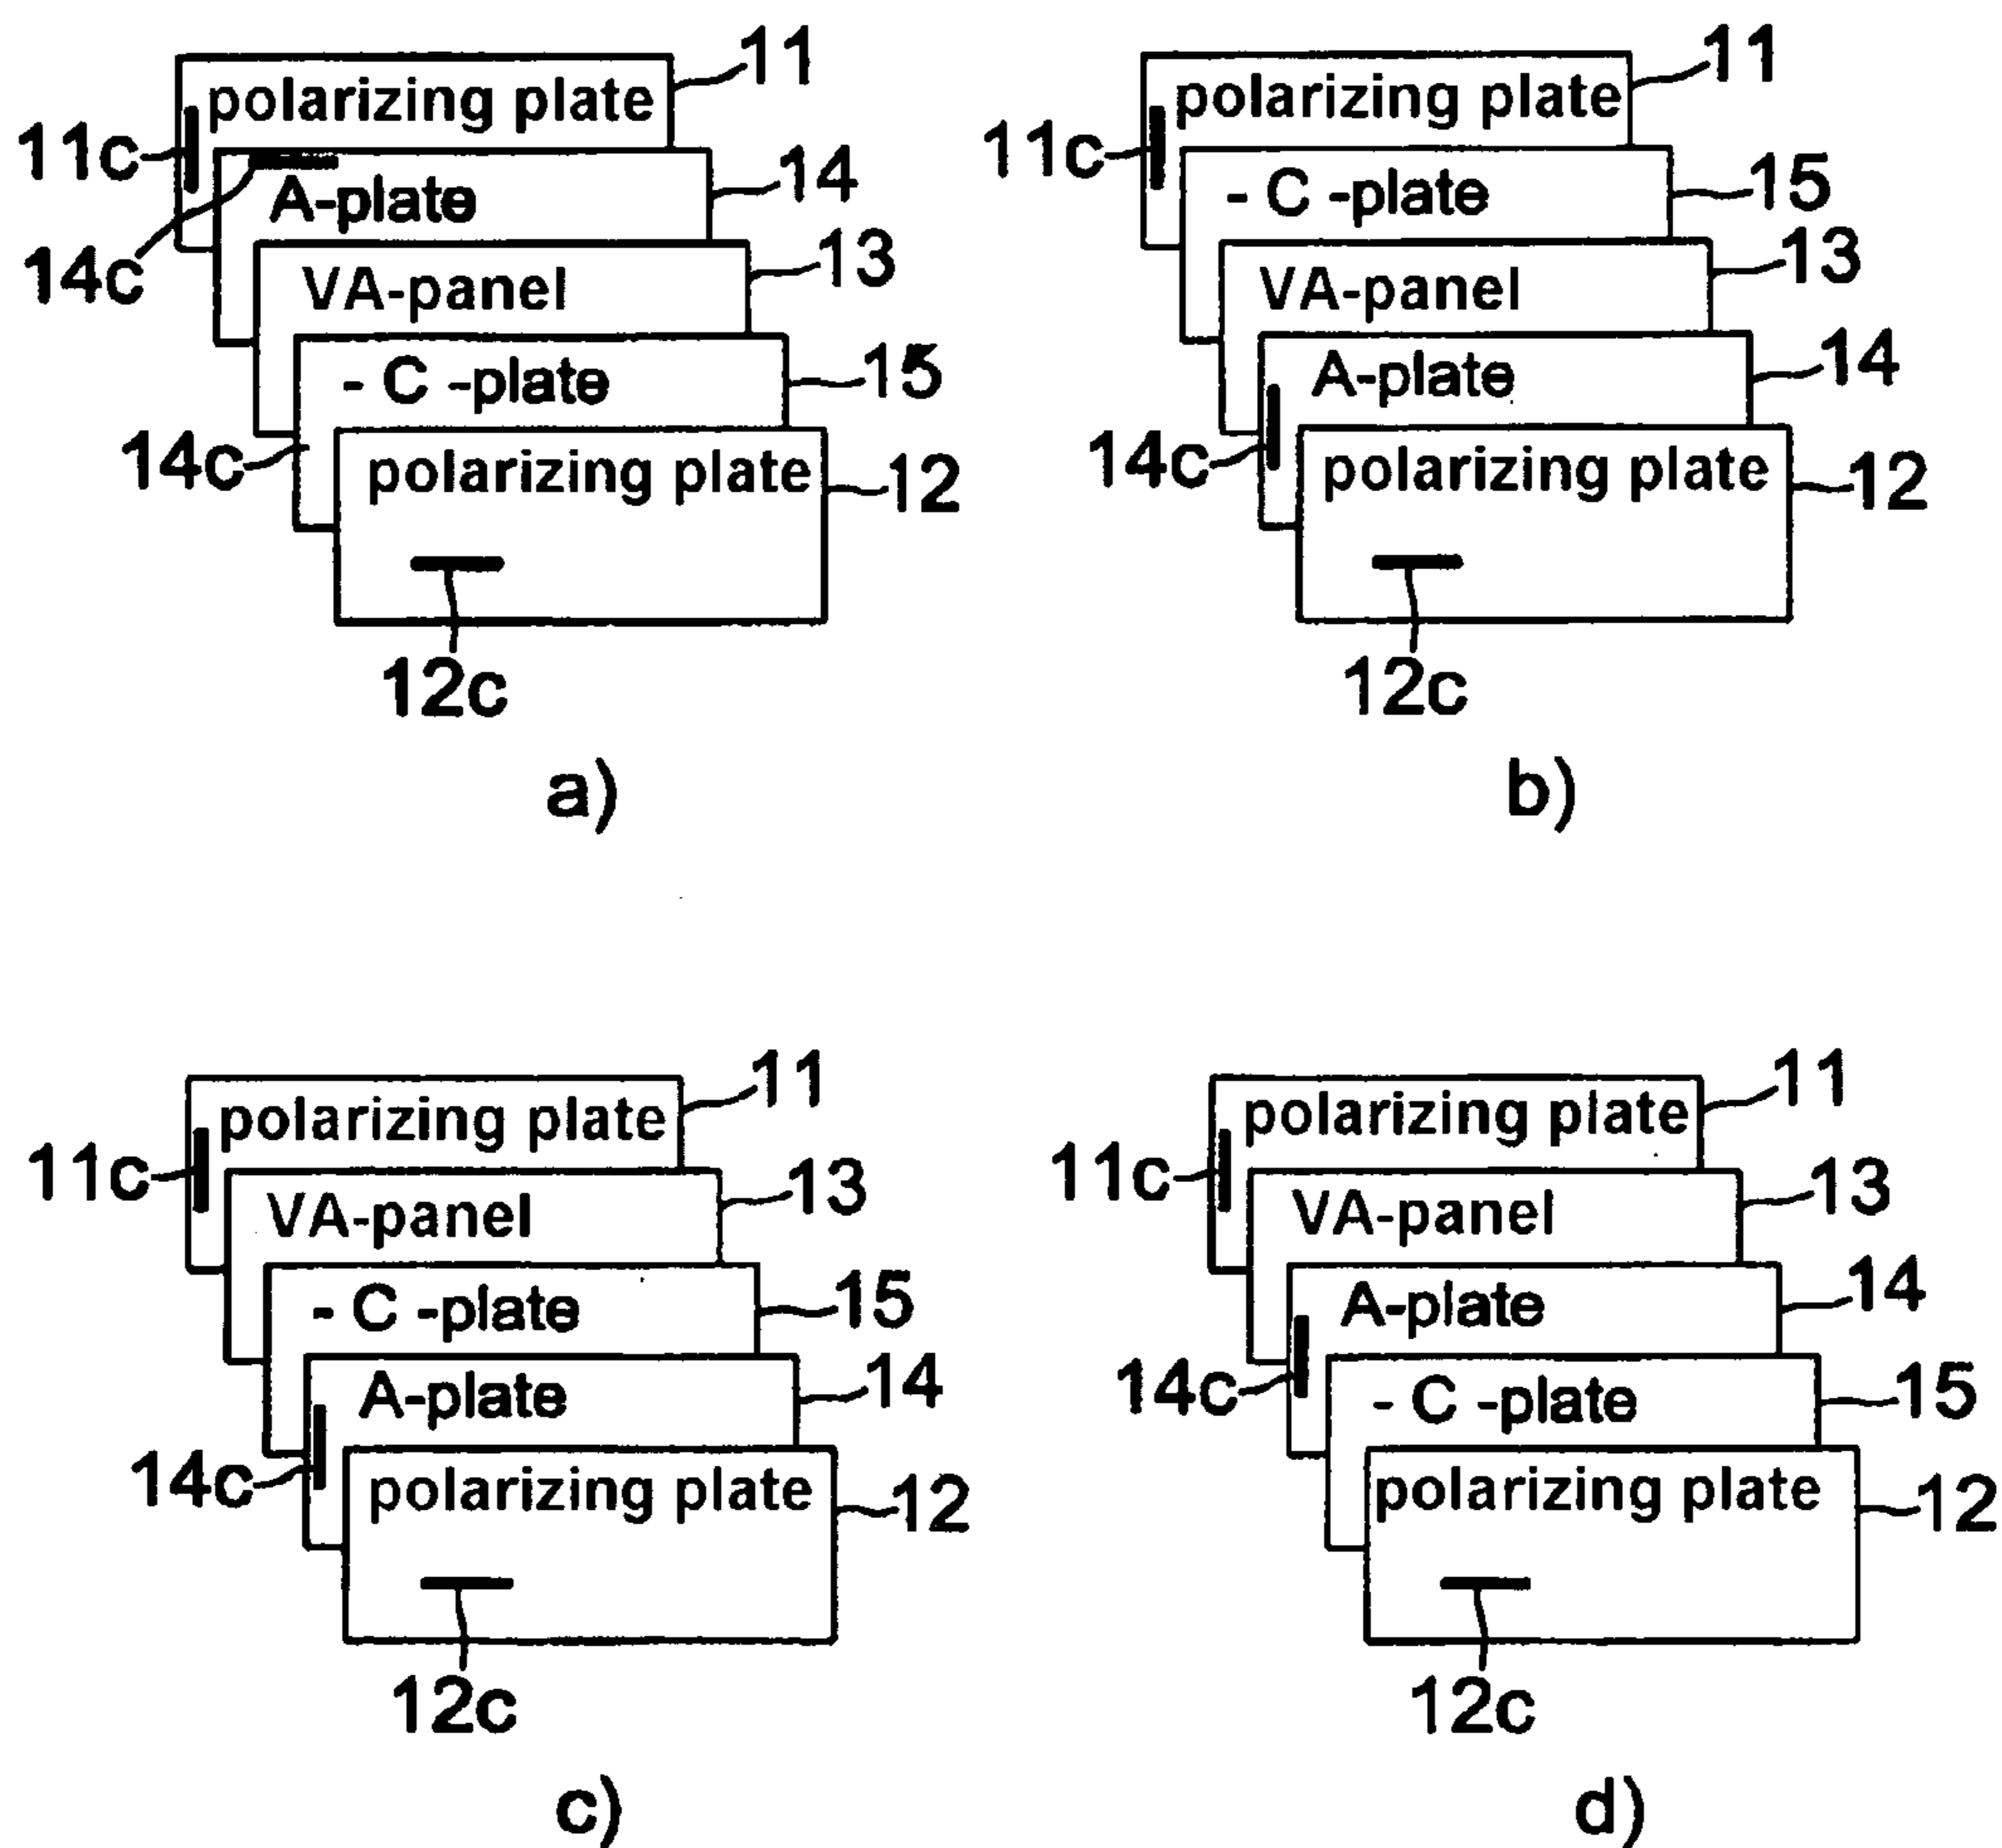 polarizing plate 11
11c
A-plate 14
14c
VA-panel 13
- C -plate 15
14c
polarizing plate 12
12c
a)
polarizing plate 11
11c
- C -plate 15
VA-panel 13
A-plate 14
14c
polarizing plate 12
12c
b)
polarizing plate 11
11c
VA-panel 13
- C -plate 15
A-plate 14
14c
polarizing plate 12
12c
c)
polarizing plate 11
11c
VA-panel 13
A-plate 14
14c
- C -plate 15
polarizing plate 12
12c
d)